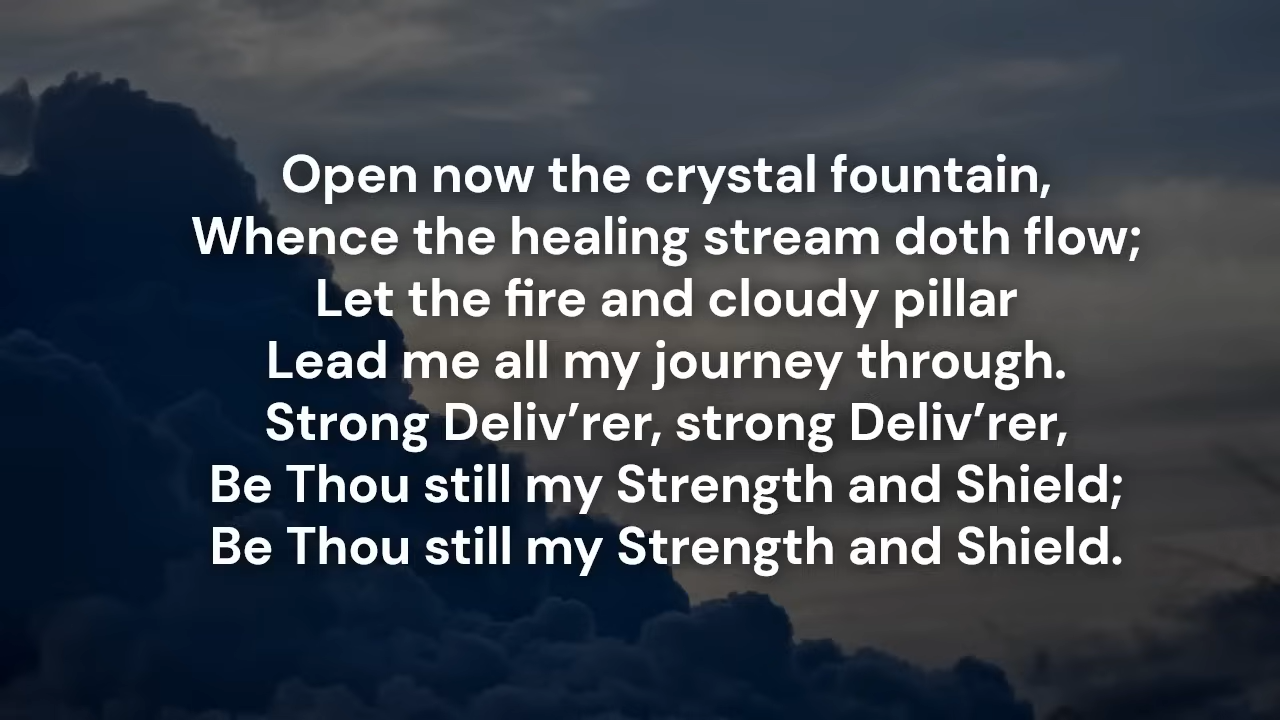 Open now the crystal fountain,
Whence the healing stream doth flow;
Let the fire and cloudy pillar
Lead me all my journey through.
Strong Deliv’rer, strong Deliv’rer,
Be Thou still my Strength and Shield;
Be Thou still my Strength and Shield.